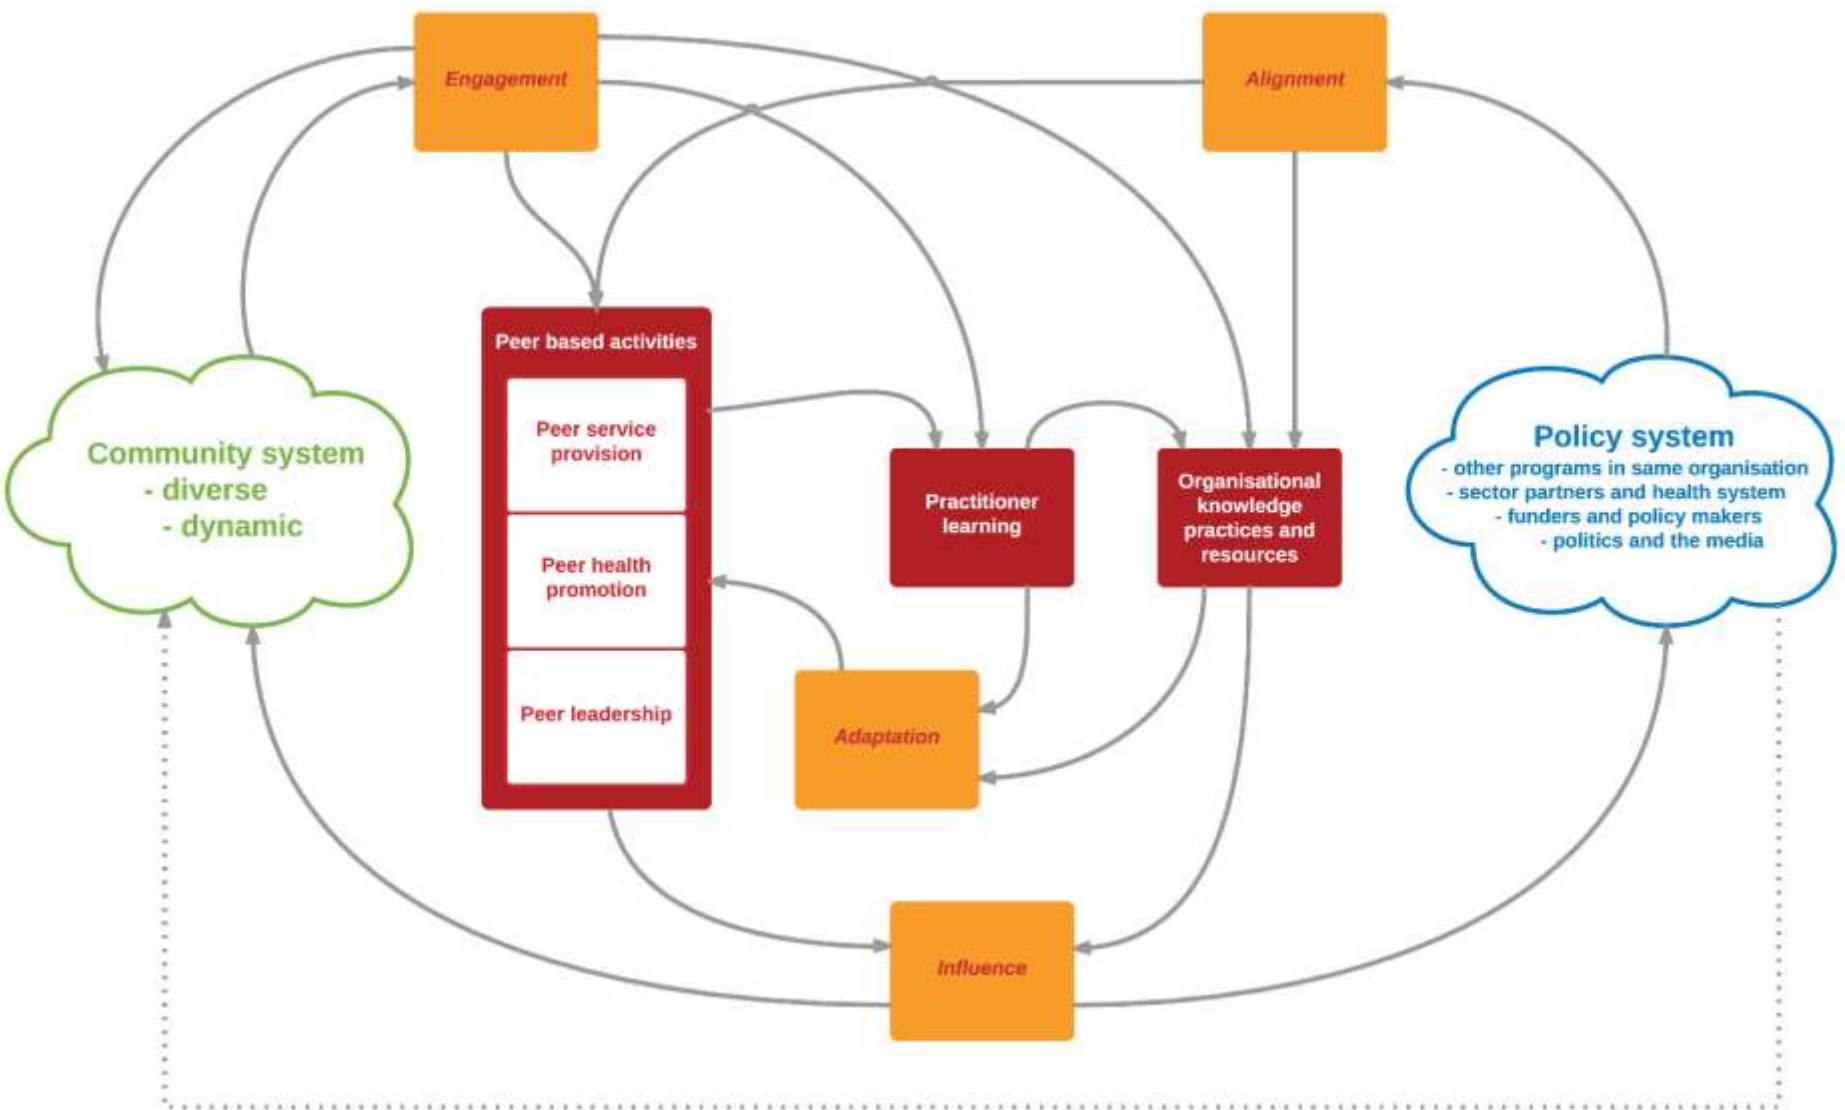 Engagement
Alignment
Peer based activities
Peer service
provision
Peer health
promotion
Peer leadership
Community system
- diverse
- dynamic
Practitioner
learning
Organisational
knowledge
practices and
resources
Policy system
- other programs in same organisation
- sector partners and health system
- funders and policy makers
- politics and the media
Adaptation
Influence